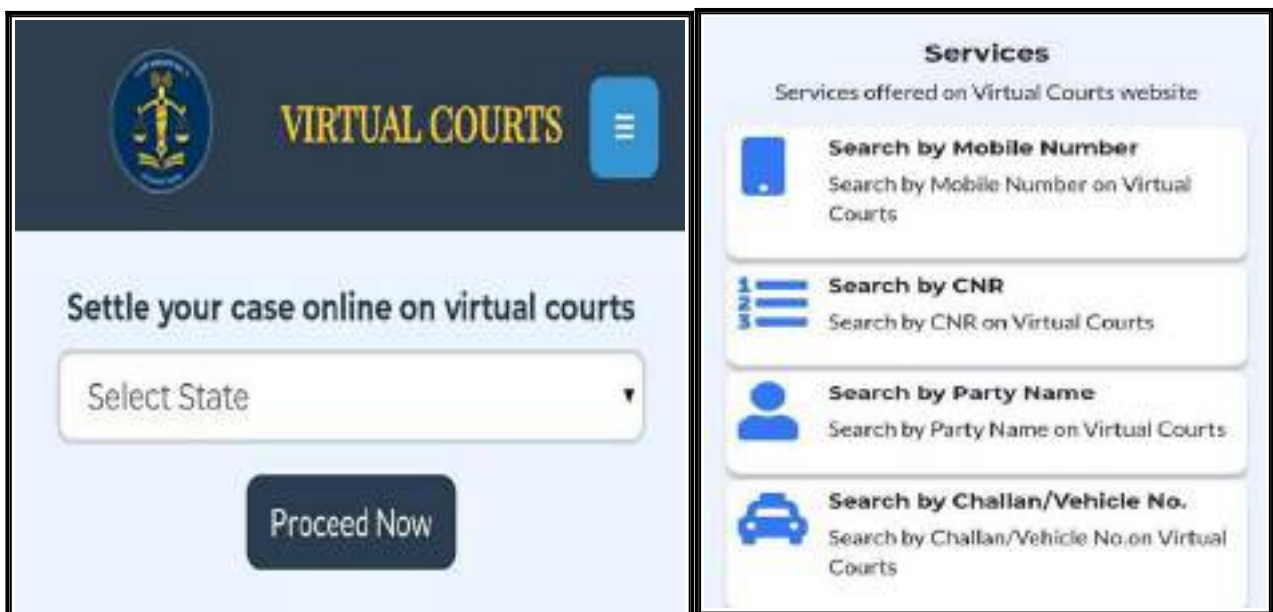 VIRTUAL COURTS
Settle your case online on virtual courts
Select State
Proceed Now
Services
Services offered on Virtual Courts website
Search by Mobile Number
Search by Mobile Number on Virtual
Courts
1
2
3
Search by CNR
Search by CNR on Virtual Courts
Search by Party Name
Search by Party Name on Virtual Courts
Search by Challan/Vehicle No.
Search by Challan/Vehicle No.on Virtual
Courts